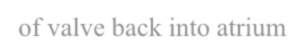 of valve back into atrium